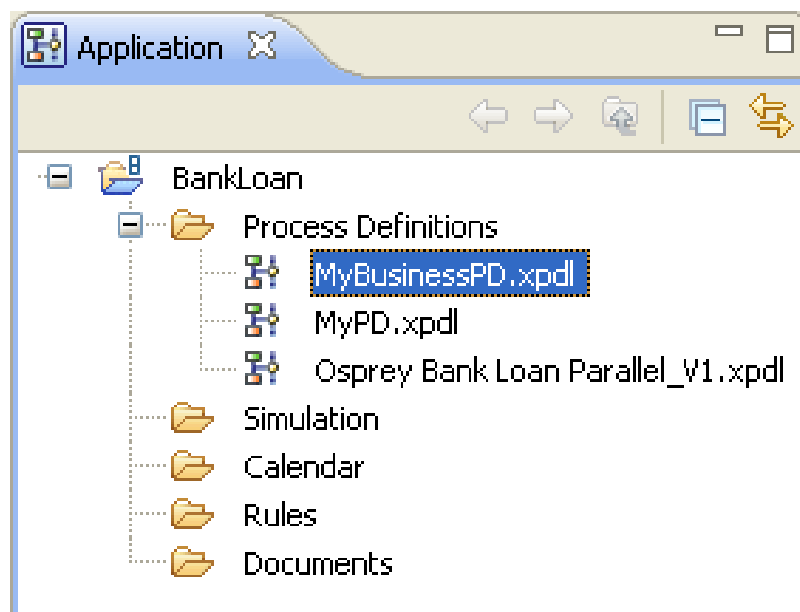 Application
BankLoan
Process Definitions
MyBusinessPD.xpdl
MyPD.xpdl
Osprey Bank Loan Parallel_V1.xpdl
Simulation
Calendar
Rules
Documents